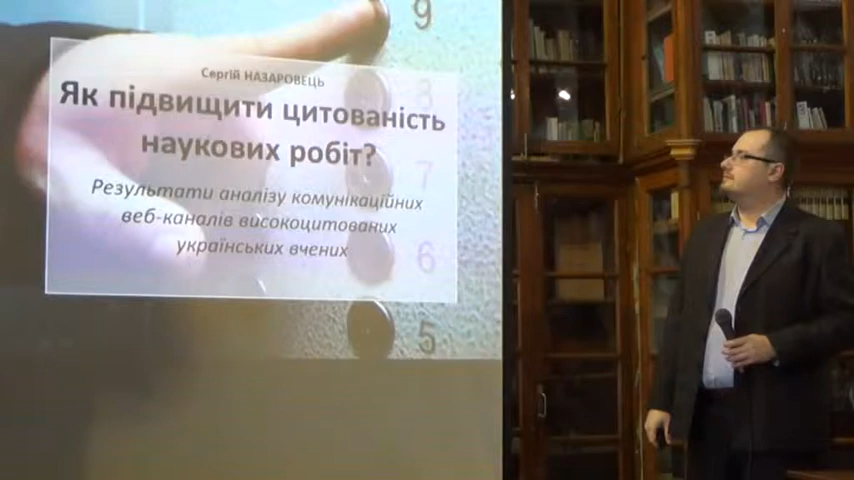 9
Сергій НАЗАРОВЕЦЬ
Як підвищити цитованість
наукових робіт?
8
7
Результати аналізу комунікаційних
веб-каналів високоцитованих
українських вчених
6
5